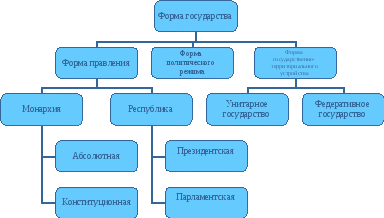 Форма государства
Форма правления
Форма
политического
режима
Форма
государственно
территориального
устройства
Монархия
Республика
Унитарное
государство
Федеративное
государство
Абсолютная
Президентская
Конституционная
Парламентская